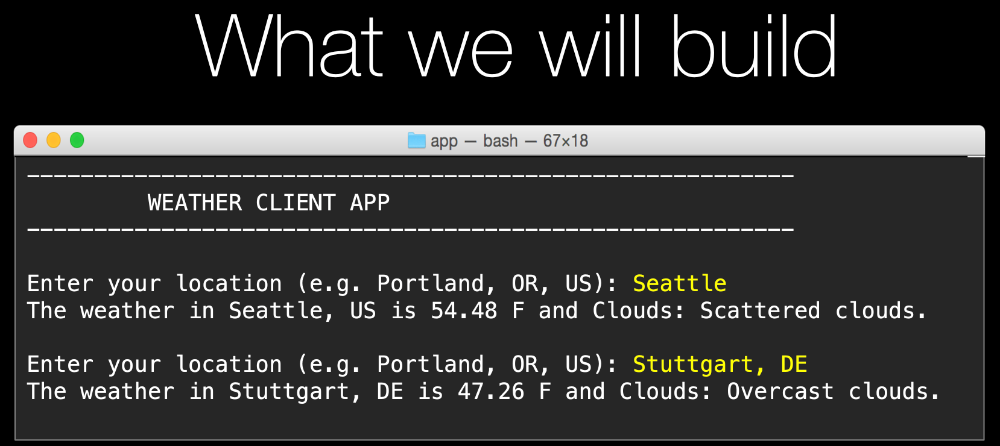 What we will build
app — bash — 67×18
---------------------------------------------------------
WEATHER CLIENT APP
---------------------------------------------------------
Enter your location (e.g. Portland, OR, US): Seattle
The weather in Seattle, US is 54.48 F and Clouds: Scattered clouds.
Enter your location (e.g. Portland, OR, US): Stuttgart, DE
The weather in Stuttgart, DE is 47.26 F and Clouds: Overcast clouds.